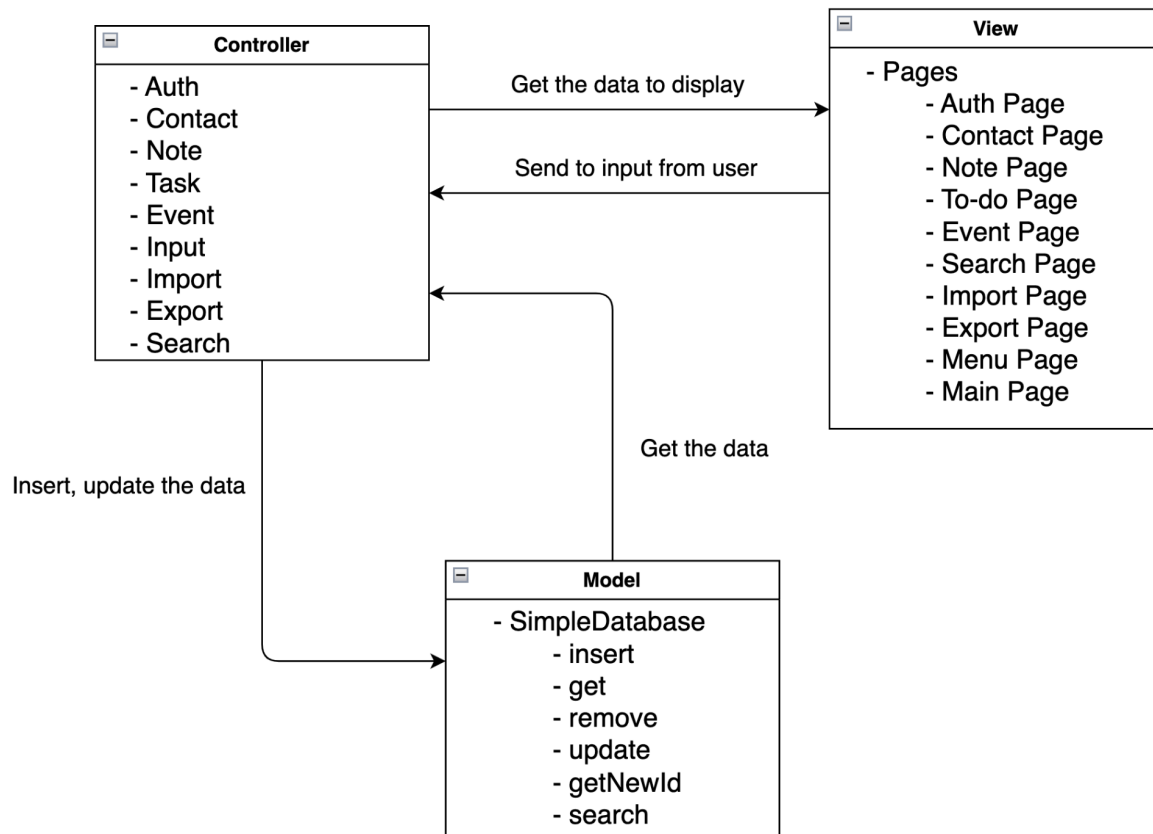 Controller
- Auth
- Contact
- Note
- Task
- Event
- Input
- Import
- Export
- Search
Get the data to display
Send to input from user
View
- Pages
- Auth Page
- Contact Page
- Note Page
- To-do Page
- Event Page
- Search Page
- Import Page
- Export Page
- Menu Page
- Main Page
Insert, update the data
Get the data
Model
- SimpleDatabase
- insert
- get
- remove
- update
- getNewId
- search